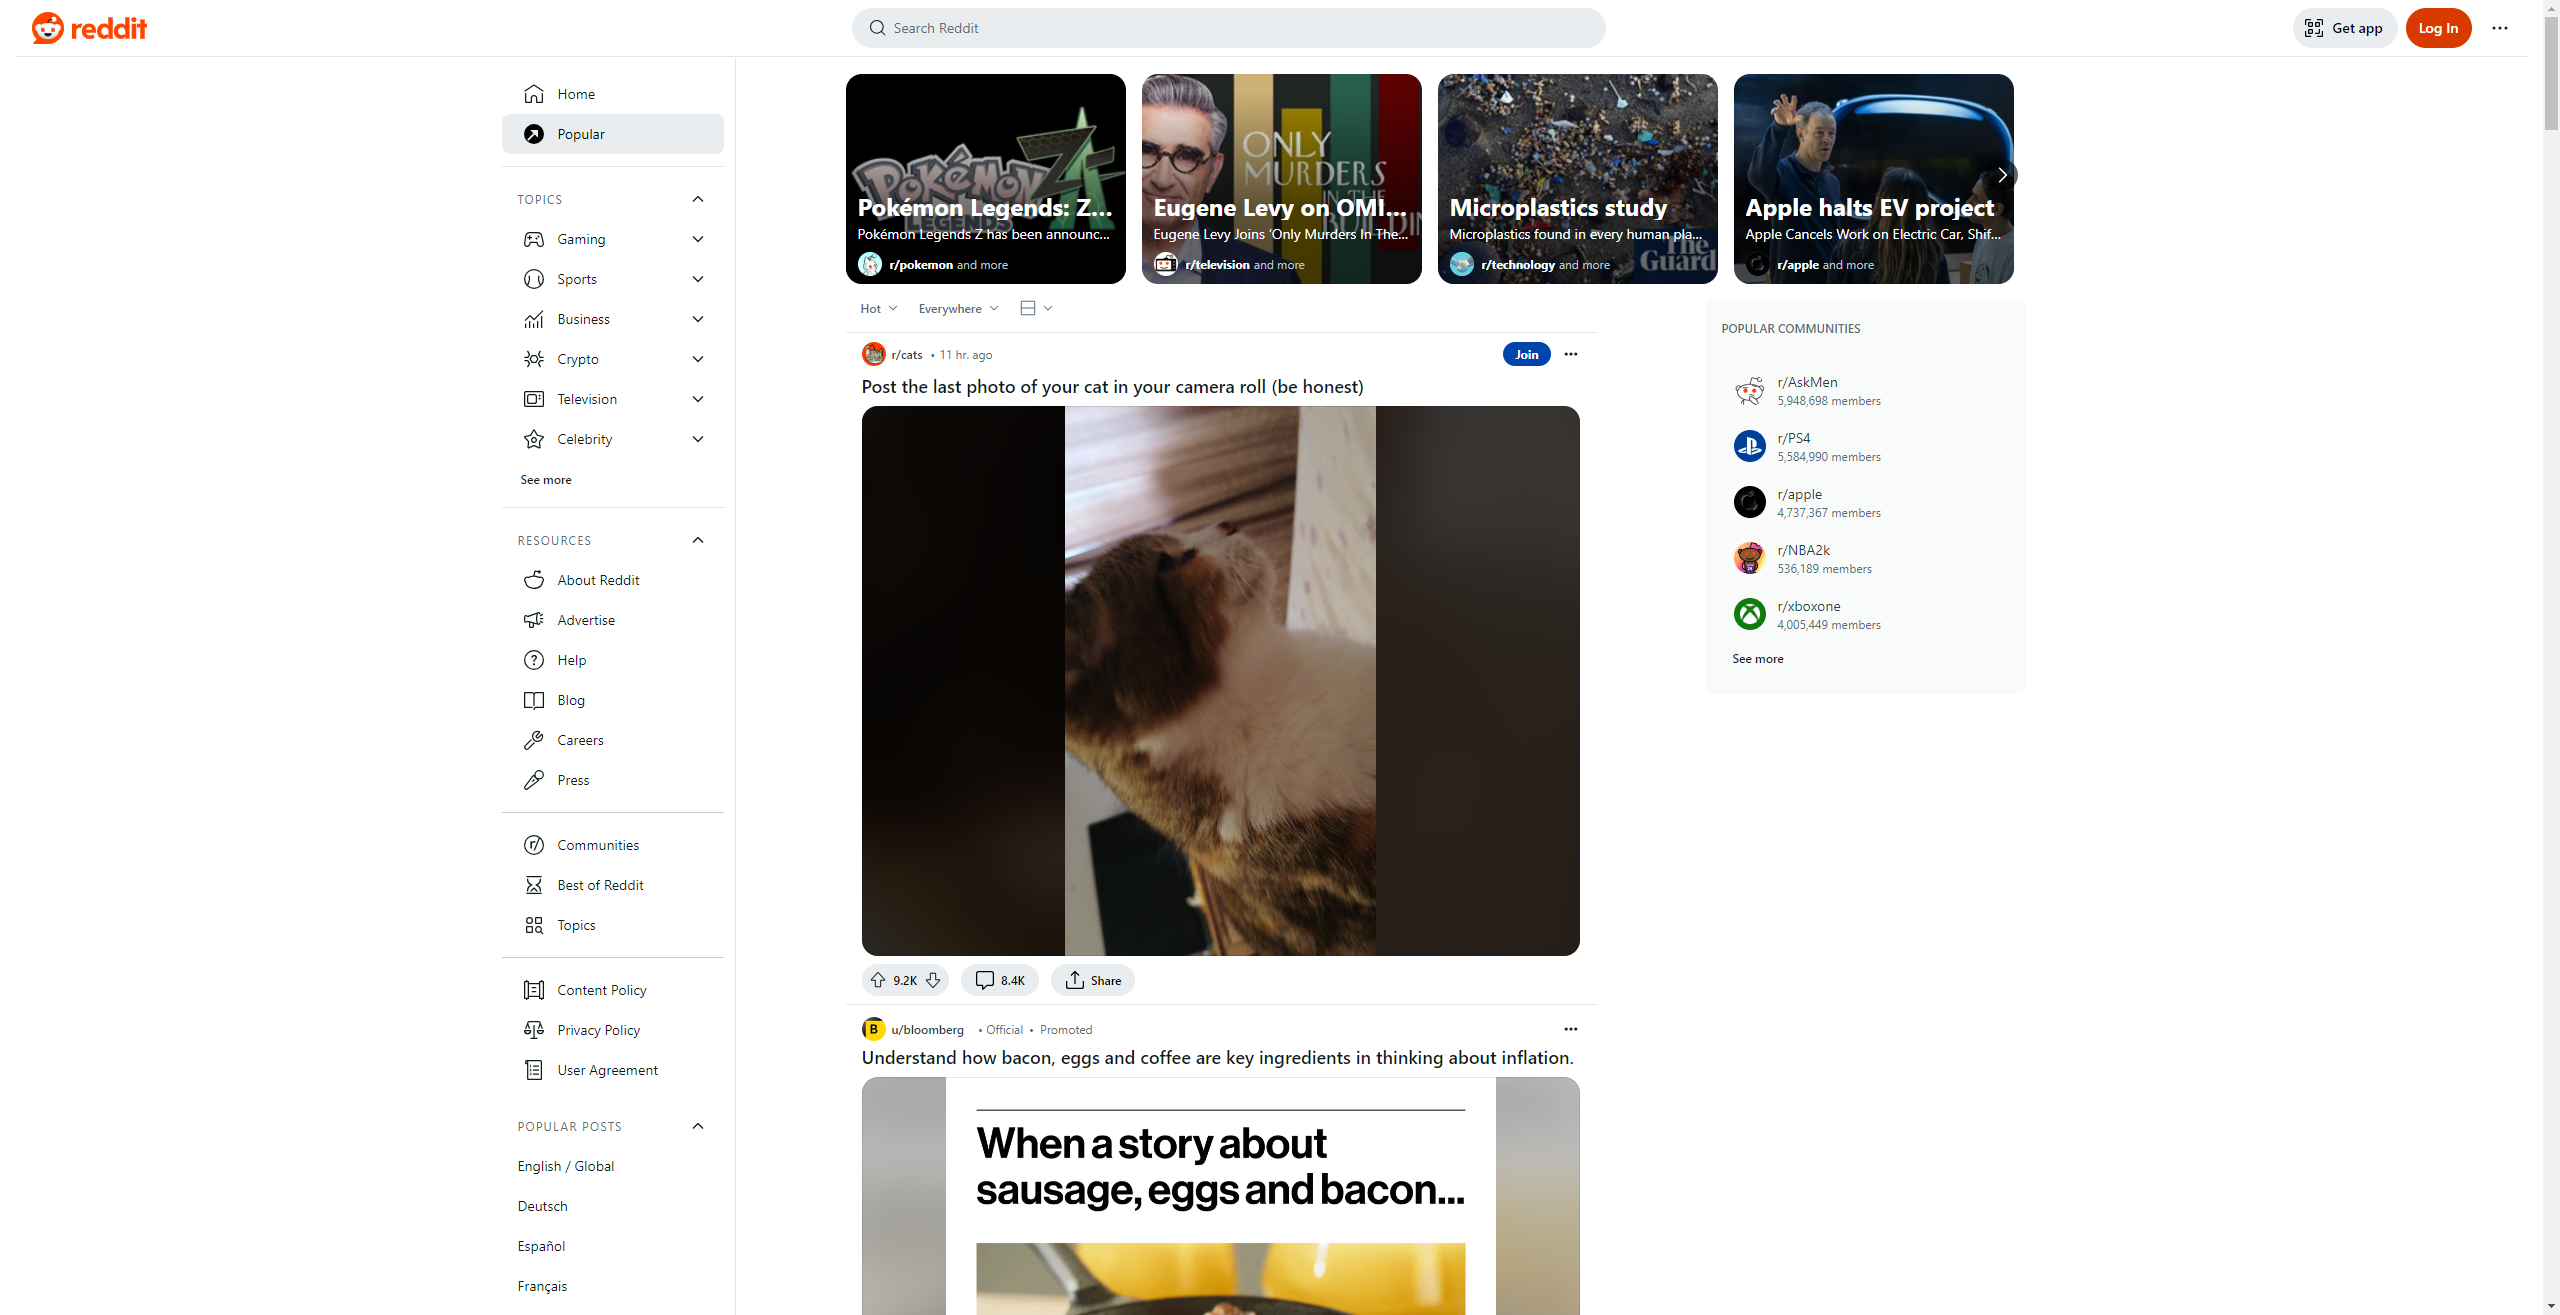 reddit
Search Reddit
Get app
Log In
Home
Popular
TOPICS
Gaming
Sports
Business
Crypto
Television
Celebrity
See more
RESOURCES
About Reddit
Advertise
Help
Blog
Careers
Press
Communities
Best of Reddit
Topics
Content Policy
Privacy Policy
User Agreement
POPULAR POSTS
English / Global
Deutsch
Español
Français
POKÉMON
LEGENDS
Pokémon Legends: Z...
Pokémon Legends Z has been announc...
r/pokemon and more
ONLY
MURDERS
IN THE
BUILDIN
Eugene Levy on OMI...
Eugene Levy Joins ‘Only Murders In The...
r/television and more
Microplastics study
Microplastics found in every human pla...
The
Guard
r/technology and more
Apple halts EV project
Apple Cancels Work on Electric Car, Shif...
r/apple and more
Hot
Everywhere
r/cats • 11 hr. ago
Join
Post the last photo of your cat in your camera roll (be honest)
9.2K
8.4K
Share
B
u/bloomberg • Official • Promoted
Understand how bacon, eggs and coffee are key ingredients in thinking about inflation.
When a story about
sausage, eggs and bacon...
POPULAR COMMUNITIES
r/AskMen
5,948,698 members
r/PS4
5,584,990 members
r/apple
4,737,367 members
r/NBA2k
536,189 members
r/xboxone
4,005,449 members
See more